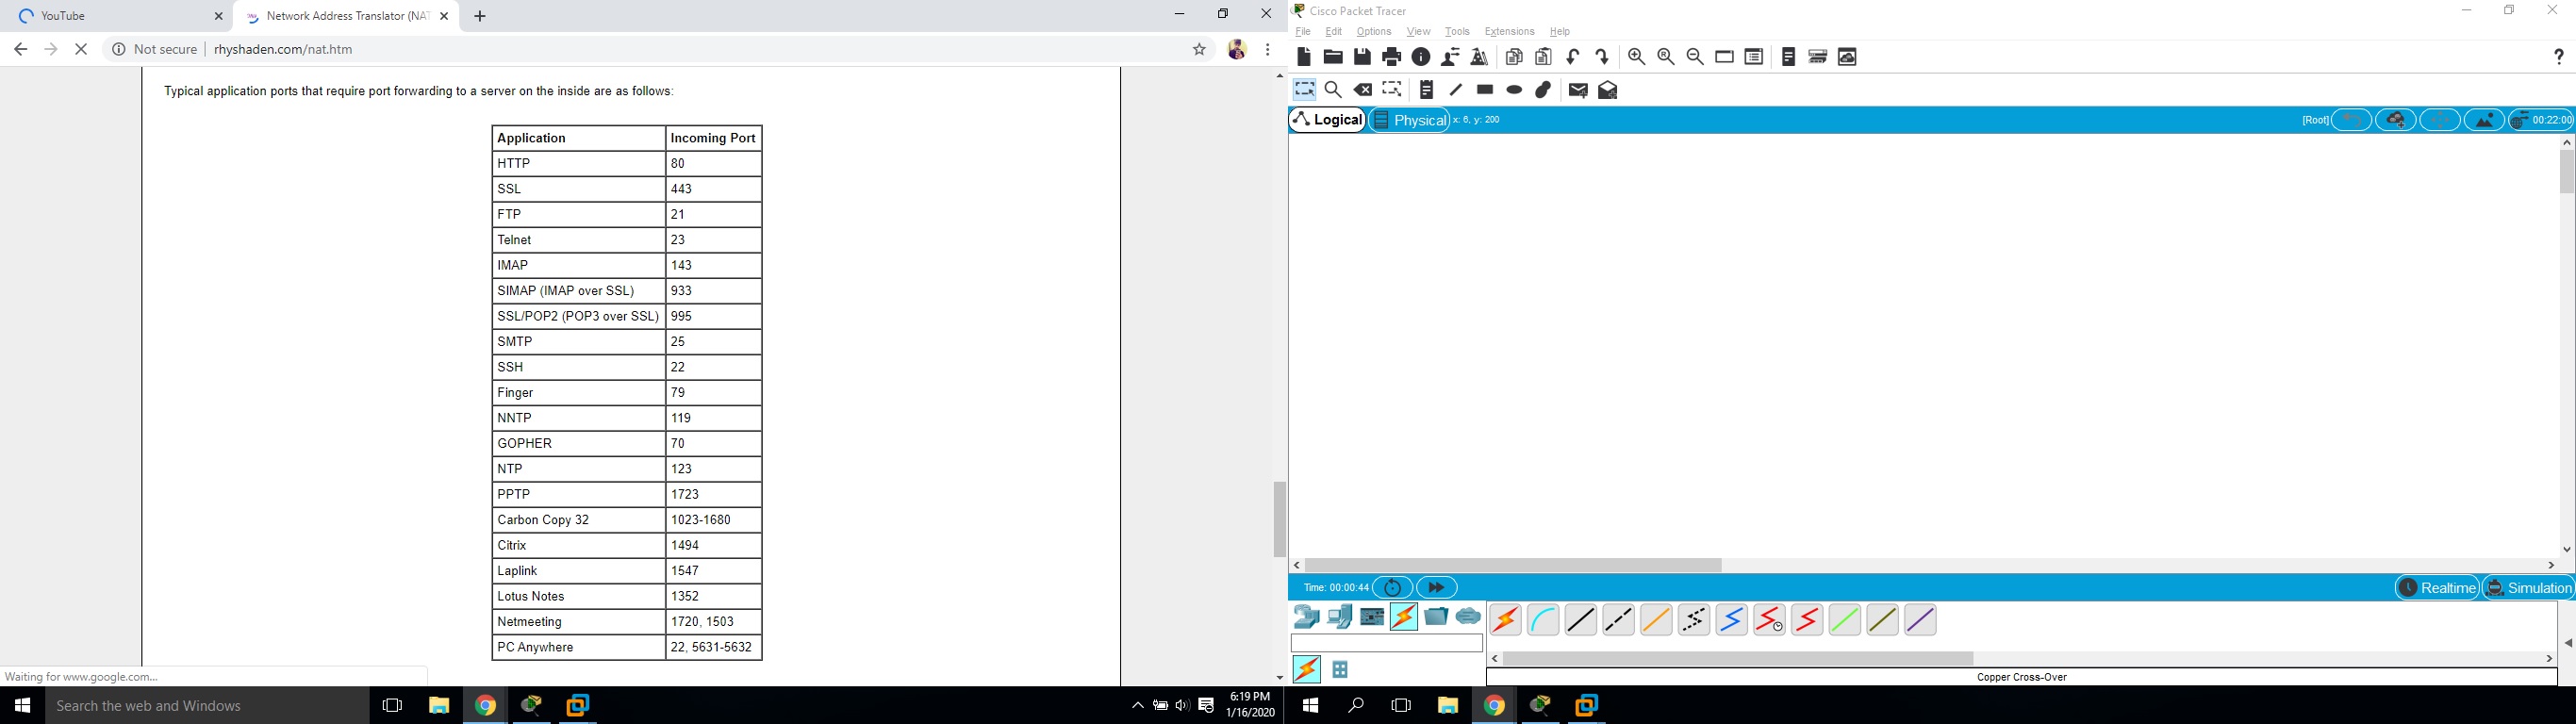 YouTube
Network Address Translator (NAT
Not secure
rhyshaden.com/nat.htm
Typical application ports that require port forwarding to a server on the inside are as follows:
Application Incoming Port
HTTP 80
SSL 443
FTP 21
Telnet 23
IMAP 143
SIMAP (IMAP over SSL) 933
SSL/POP2 (POP3 over SSL) 995
SMTP 25
SSH 22
Finger 79
NNTP 119
GOPHER 70
NTP 123
PPTP 1723
Carbon Copy 32 1023-1680
Citrix 1494
Laplink 1547
Lotus Notes 1352
Netmeeting 1720, 1503
PC Anywhere 22, 5631-5632
Waiting for www.google.com...
Search the web and Windows
6:19 PM
1/16/2020
Cisco Packet Tracer
File Edit Options View Tools Extensions Help
Logical Physical x: 6, y: 200
[Root] 00:22:00
Time: 00:00:44
Realtime Simulation
Copper Cross-Over